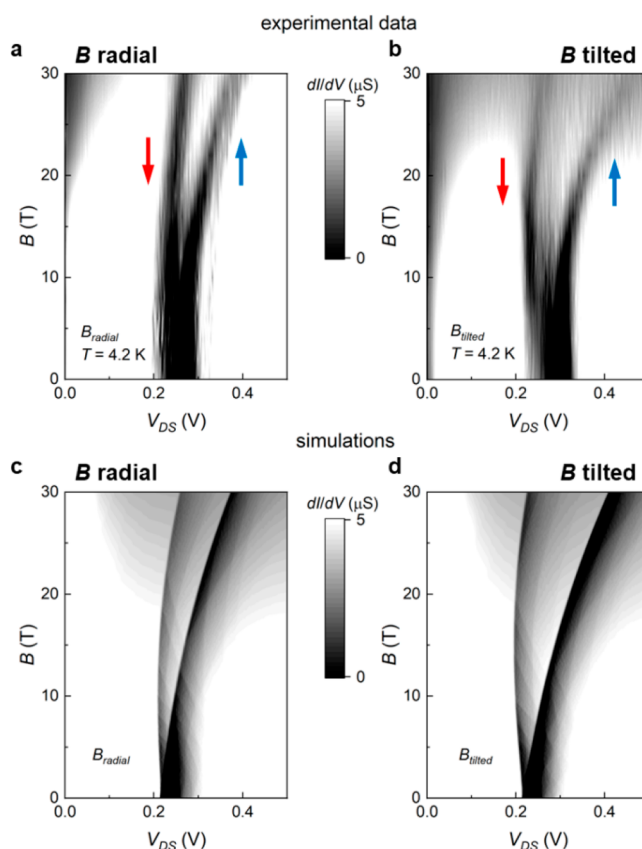 experimental data
a
B radial
b
B tilted
dI/dV (μS)
5
0
30
20
10
0
B (T)
B_radial
T = 4.2 K
0.0 0.2 0.4
V_DS (V)
30
20
10
0
B (T)
B_tilted
T = 4.2 K
0.0 0.2 0.4
V_DS (V)
simulations
c
B radial
d
B tilted
dI/dV (μS)
5
0
30
20
10
0
B (T)
B_radial
0.0 0.2 0.4
V_DS (V)
30
20
10
0
B (T)
B_tilted
0.0 0.2 0.4
V_DS (V)